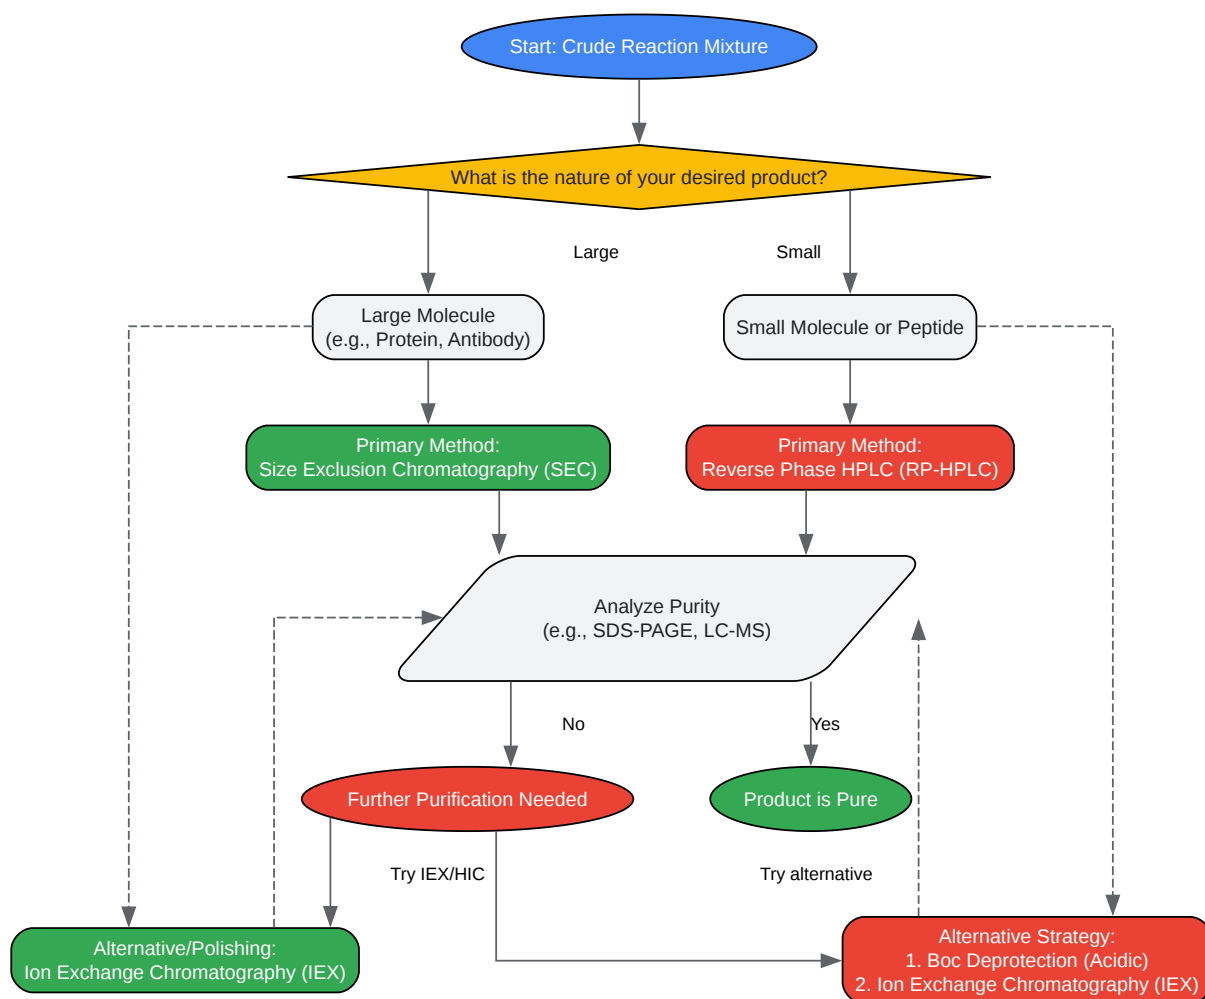 Start: Crude Reaction Mixture
What is the nature of your desired product?
Large
Small
Large Molecule
(e.g., Protein, Antibody)
Small Molecule or Peptide
Primary Method:
Size Exclusion Chromatography (SEC)
Primary Method:
Reverse Phase HPLC (RP-HPLC)
Analyze Purity
(e.g., SDS-PAGE, LC-MS)
No
Yes
Further Purification Needed
Product is Pure
Try IEX/HIC
Try alternative
Alternative/Polishing:
Ion Exchange Chromatography (IEX)
Alternative Strategy:
1. Boc Deprotection (Acidic)
2. Ion Exchange Chromatography (IEX)